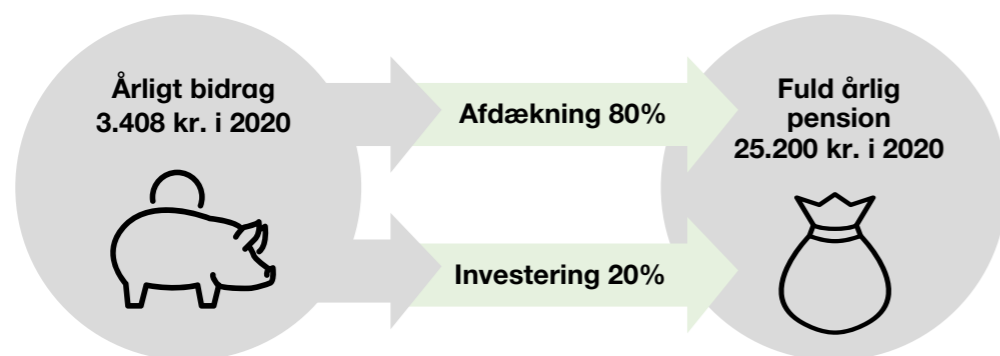 Årligt bidrag
3.408 kr. i 2020
Afdækning 80%
Investering 20%
Fuld årlig
pension
25.200 kr. i 2020